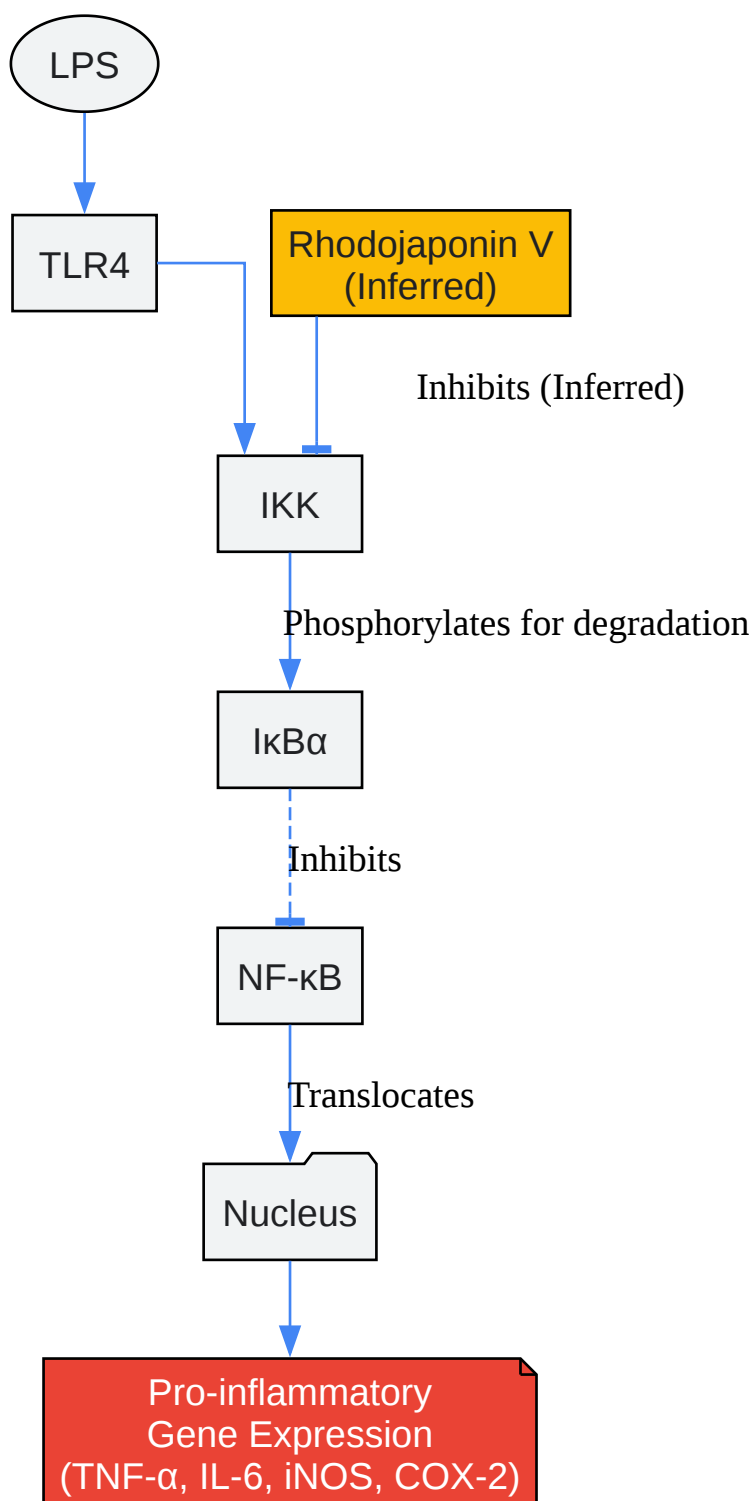 LPS
TLR4
Rhodojaponin V
(Inferred)
Inhibits (Inferred)
IKK
Phosphorylates for degradation
IκBα
Inhibits
NF-κB
Translocates
Nucleus
Pro-inflammatory
Gene Expression
(TNF-α, IL-6, iNOS, COX-2)